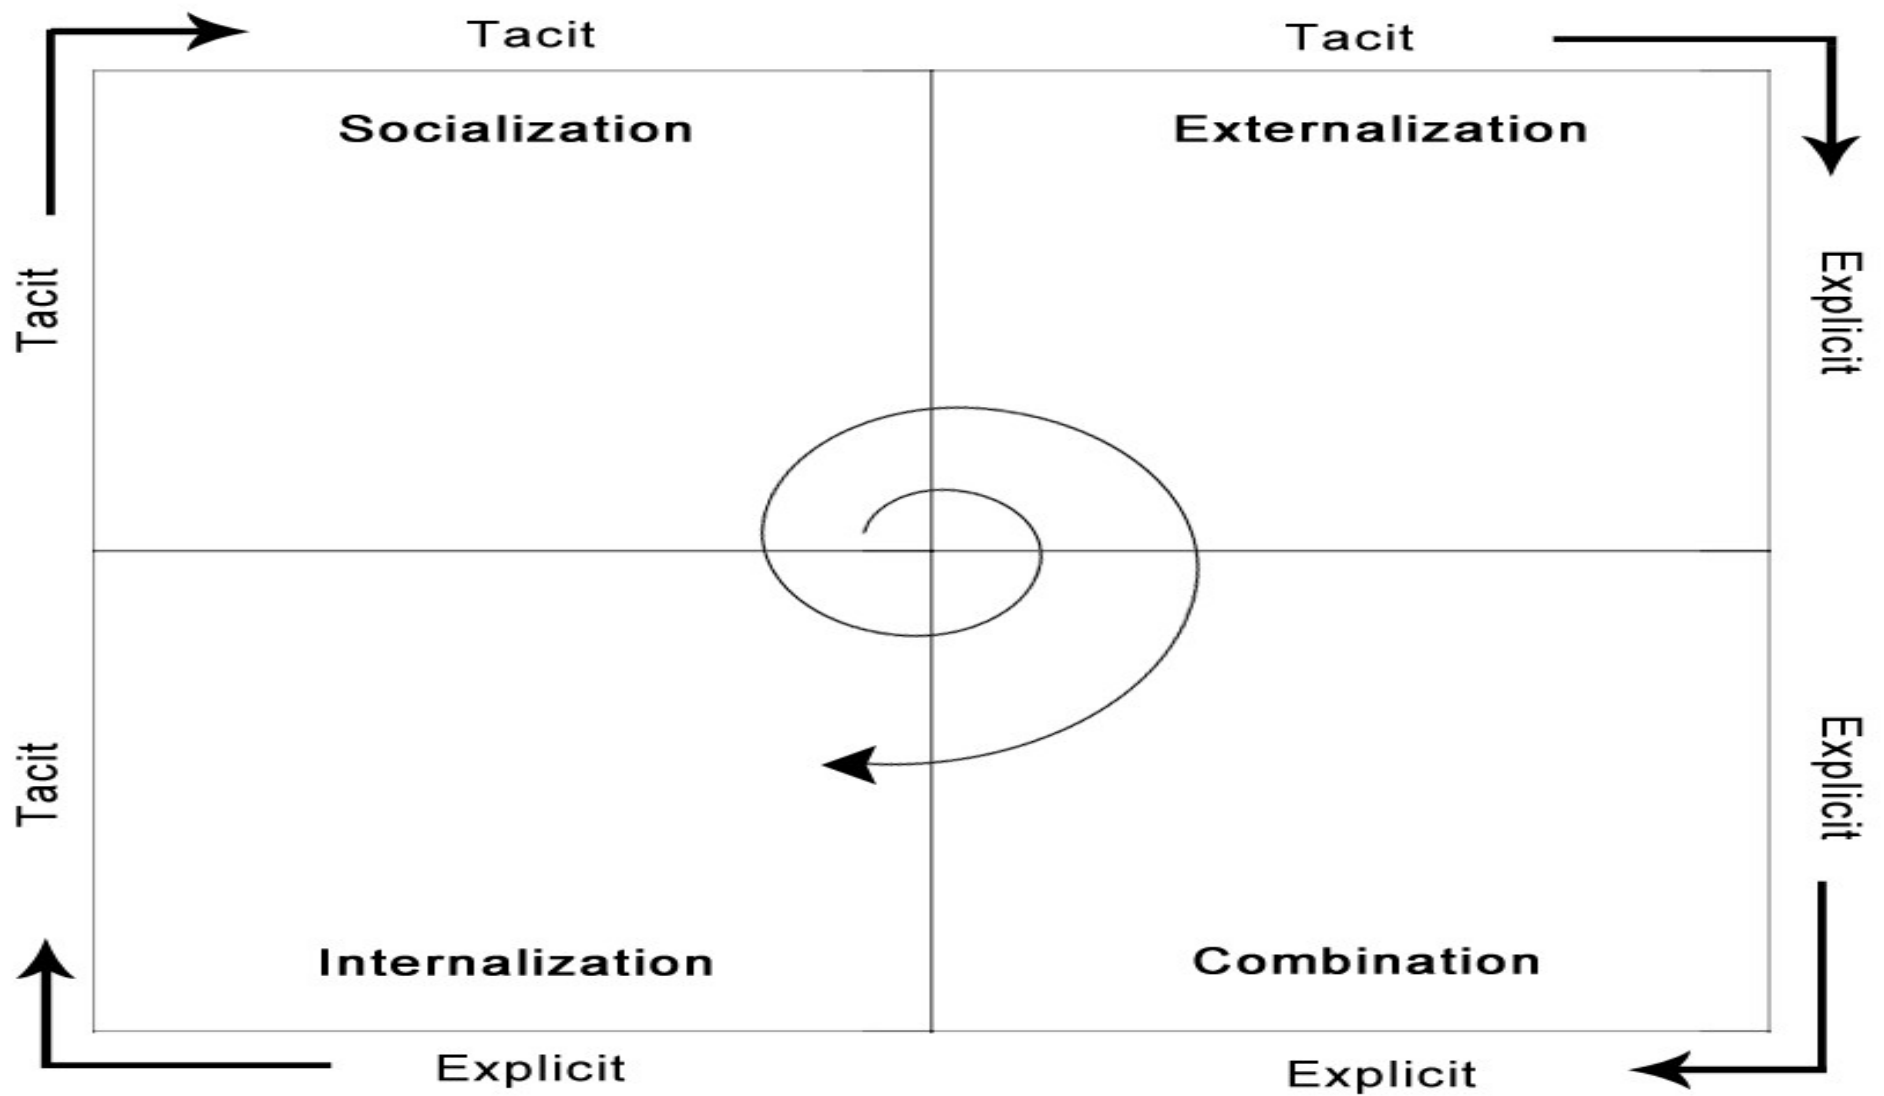 Tacit
Tacit
Socialization
Externalization
Tacit
Explicit
Tacit
Explicit
Internalization
Combination
Explicit
Explicit